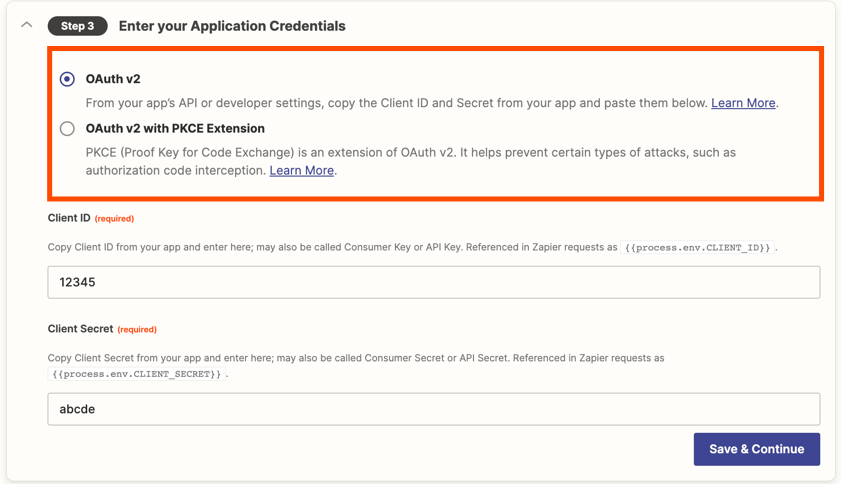 Step 3 Enter your Application Credentials
OAuth v2
From your app's API or developer settings, copy the Client ID and Secret from your app and paste them below. Learn More.
OAuth v2 with PKCE Extension
PKCE (Proof Key for Code Exchange) is an extension of OAuth v2. It helps prevent certain types of attacks, such as
authorization code interception. Learn More.
Client ID (required)
Copy Client ID from your app and enter here; may also be called Consumer Key or API Key. Referenced in Zapier requests as {{process.env.CLIENT_ID}} .
12345
Client Secret (required)
Copy Client Secret from your app and enter here; may also be called Consumer Secret or API Secret. Referenced in Zapier requests as
{{process.env.CLIENT_SECRET}} .
abcde
Save & Continue